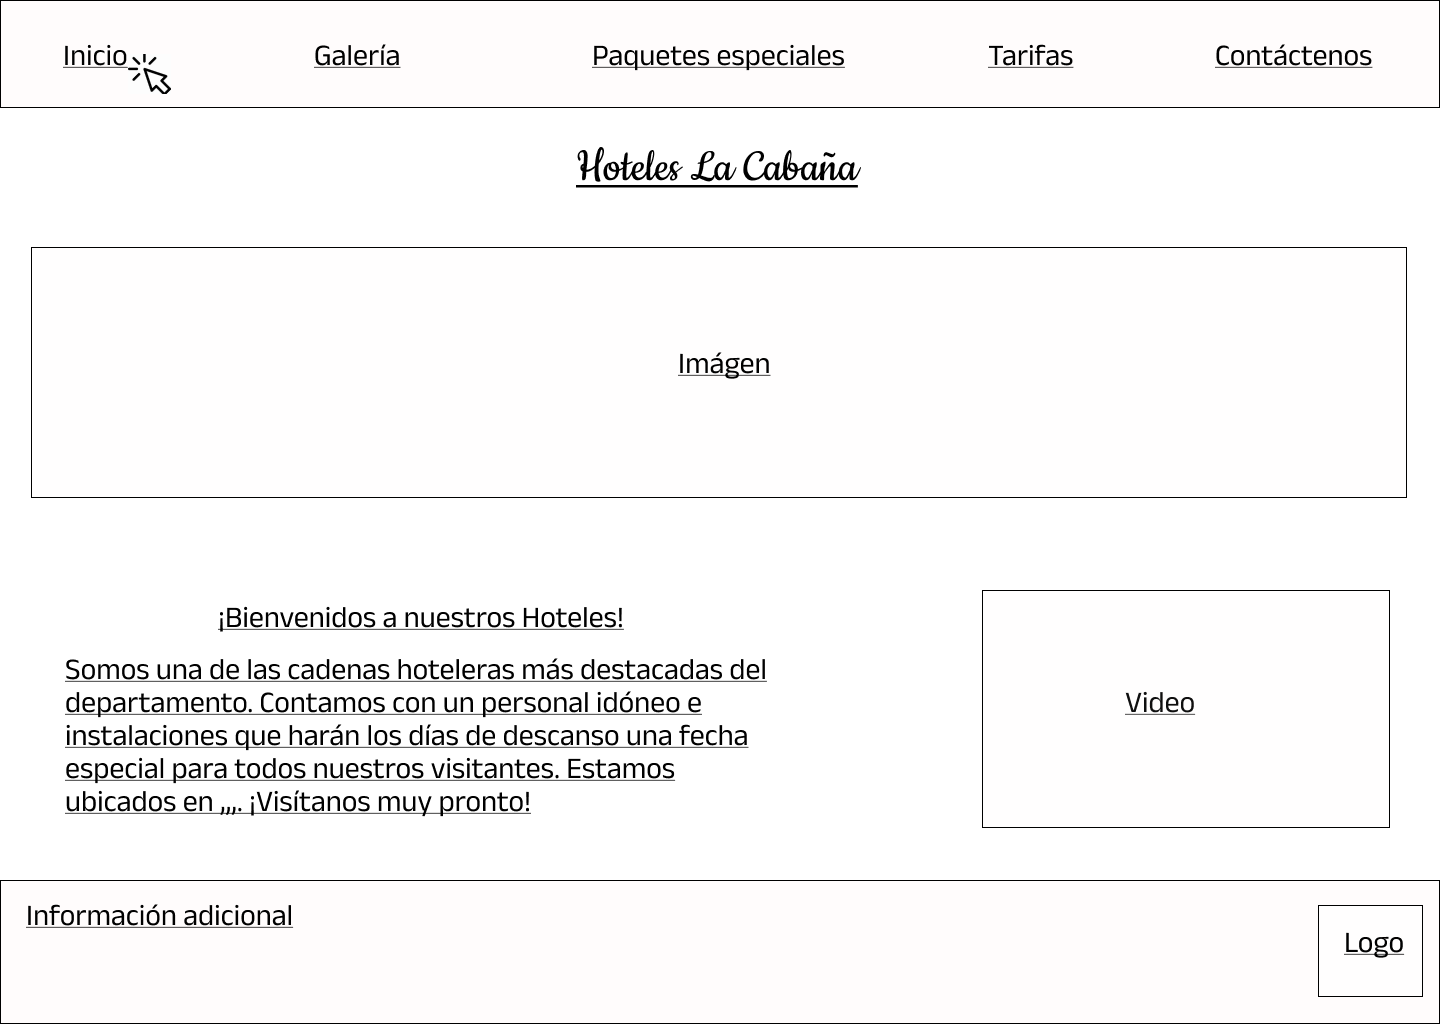 Inicio
Galería
Paquetes especiales
Tarifas
Contáctenos
Hoteles La Cabaña
Imágen
¡Bienvenidos a nuestros Hoteles!
Somos una de las cadenas hoteleras más destacadas del
departamento. Contamos con un personal idóneo e
instalaciones que harán los días de descanso una fecha
especial para todos nuestros visitantes. Estamos
ubicados en ,,,. ¡Visítanos muy pronto!
Video
Información adicional
Logo